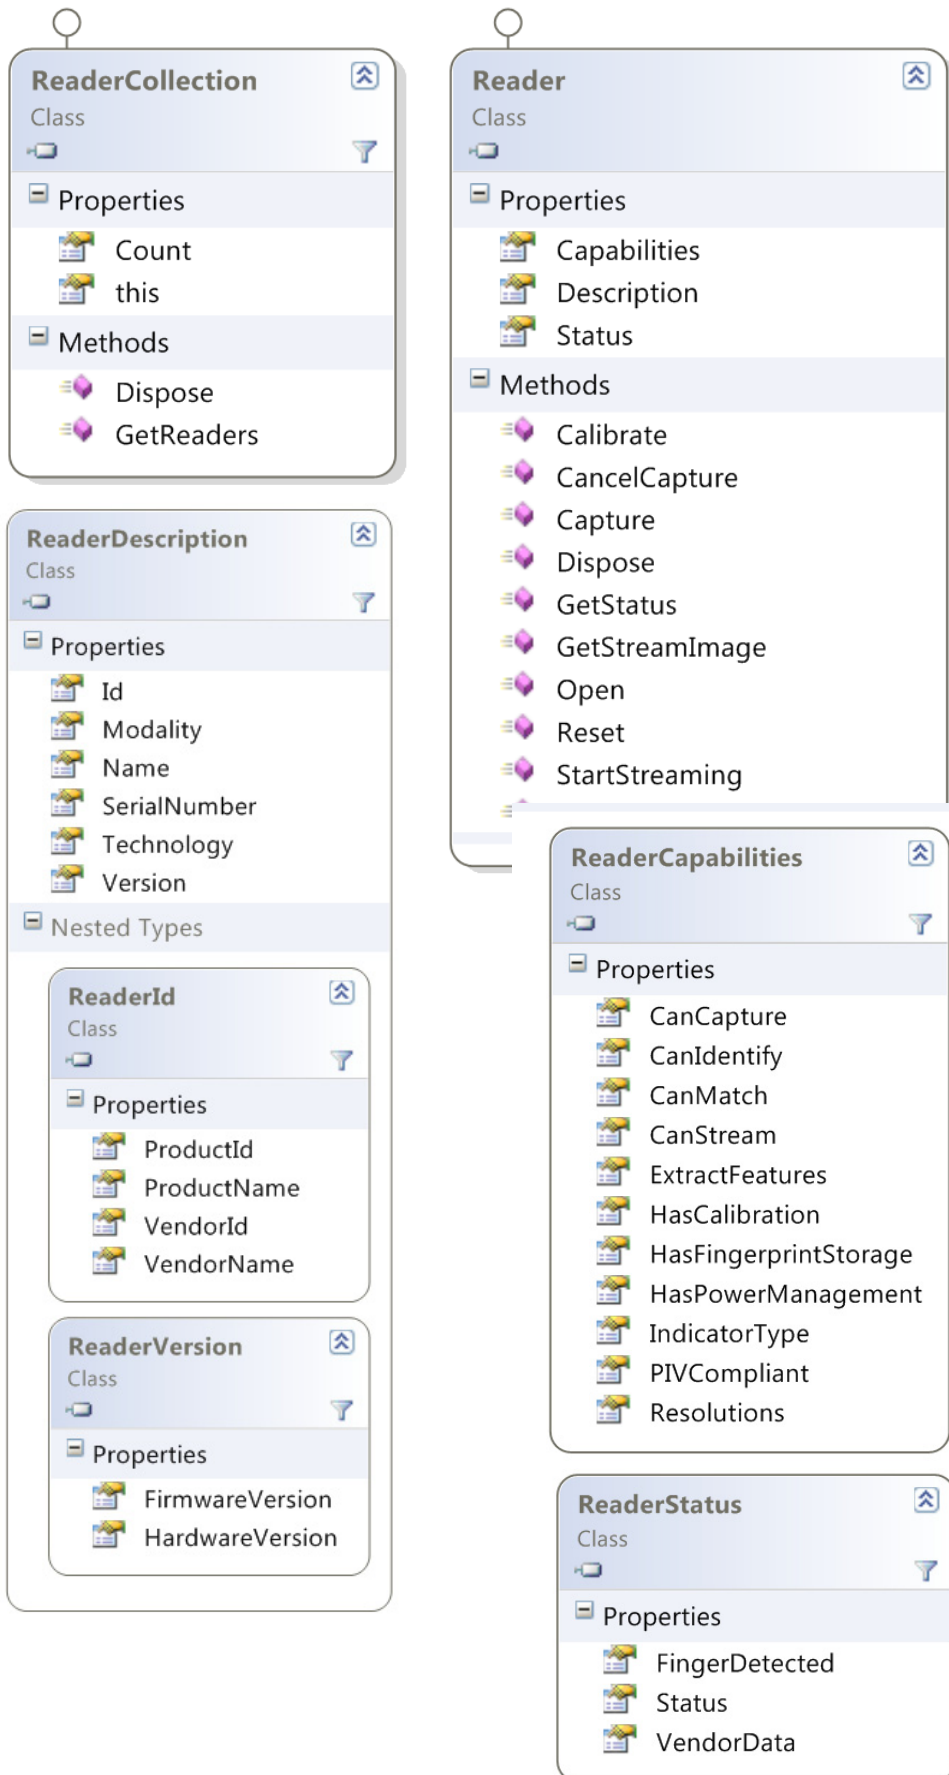 ReaderCollection
Class
Properties
Count
this
Methods
Dispose
GetReaders
ReaderDescription
Class
Properties
Id
Modality
Name
SerialNumber
Technology
Version
Nested Types
ReaderId
Class
Properties
ProductId
ProductName
VendorId
VendorName
ReaderVersion
Class
Properties
FirmwareVersion
HardwareVersion
Reader
Class
Properties
Capabilities
Description
Status
Methods
Calibrate
CancelCapture
Capture
Dispose
GetStatus
GetStreamImage
Open
Reset
StartStreaming
ReaderCapabilities
Class
Properties
CanCapture
CanIdentify
CanMatch
CanStream
ExtractFeatures
HasCalibration
HasFingerprintStorage
HasPowerManagement
IndicatorType
PIVCompliant
Resolutions
ReaderStatus
Class
Properties
FingerDetected
Status
VendorData